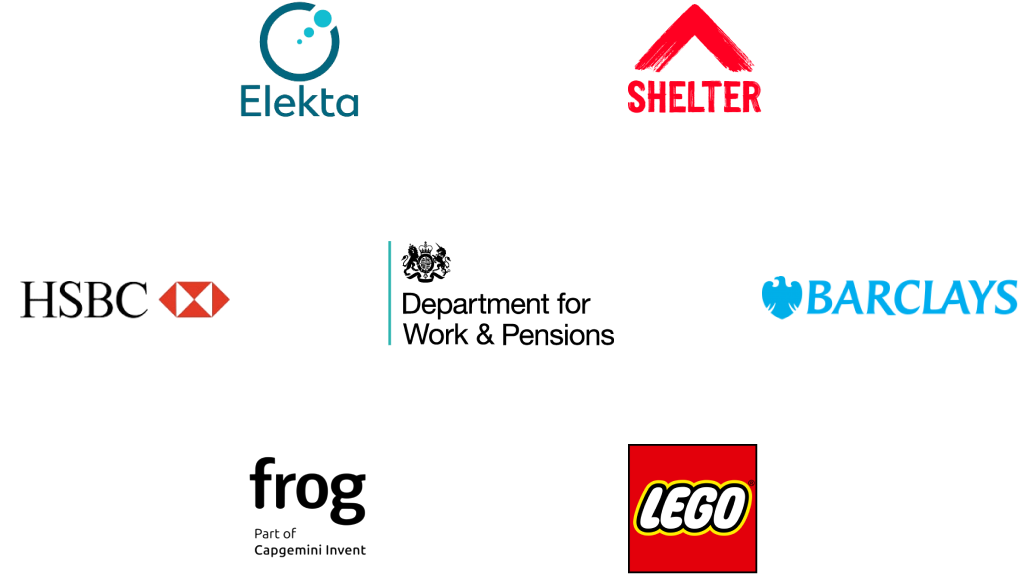 Elekta
SHELTER
HSBC
Department for
Work & Pensions
BARCLAYS
frog
Part of
Capgemini Invent
LEGO